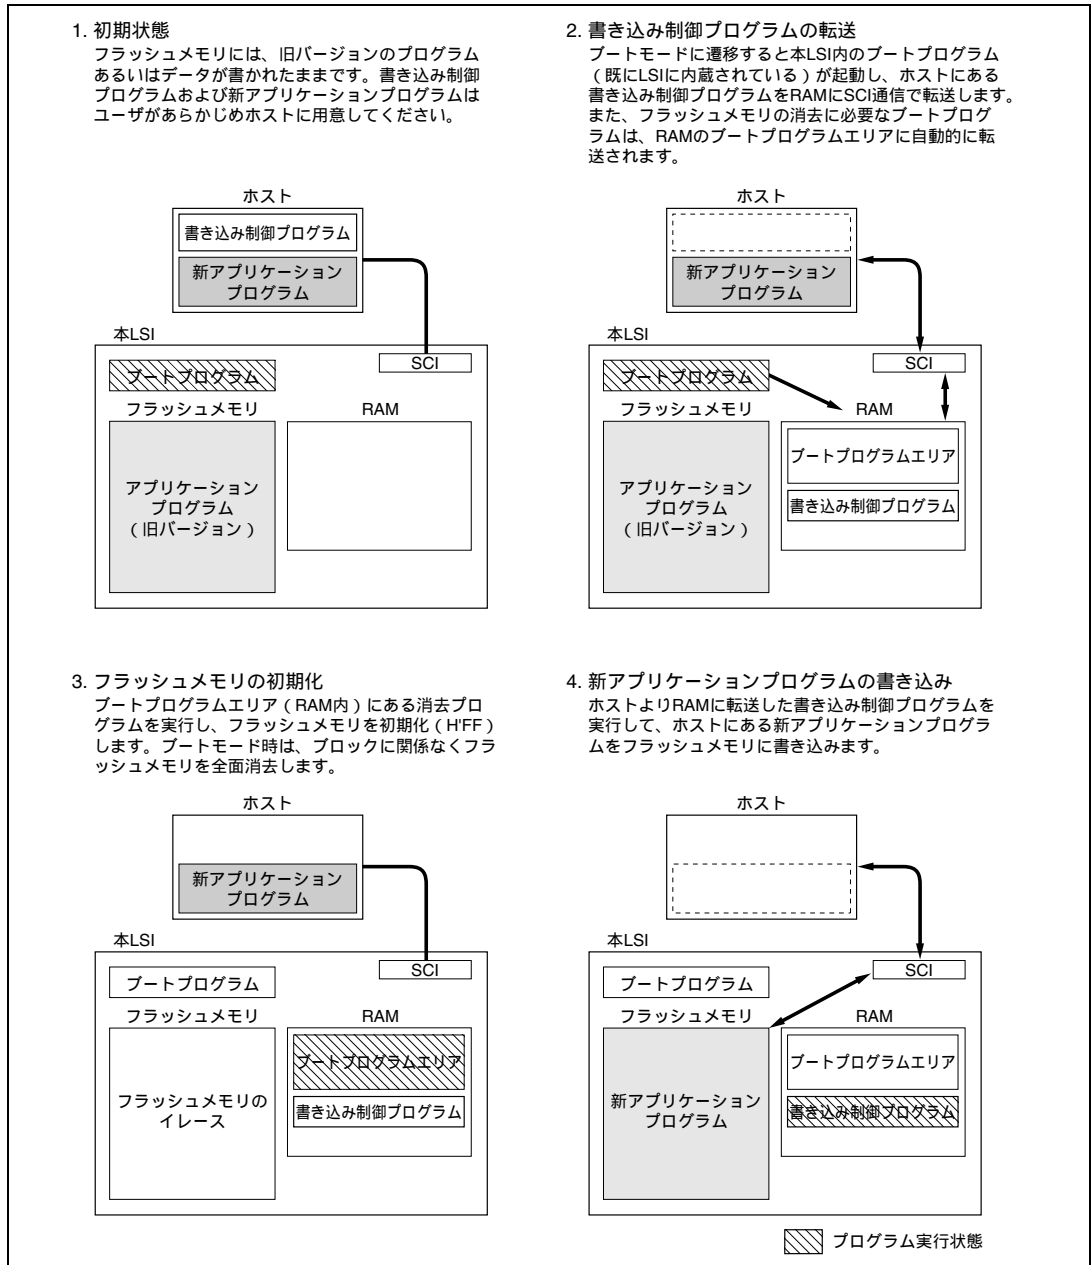 1. 初期状態
フラッシュメモリには、旧バージョンのプログラム
あるいはデータが書かれたままです。書き込み制御
プログラムおよび新アプリケーションプログラムは
ユーザがあらかじめホストに用意してください。
ホスト
書き込み制御プログラム
新アプリケーション
プログラム
本LSI
SCI
ブートプログラム
フラッシュメモリ
RAM
アプリケーション
プログラム
（旧バージョン）
2. 書き込み制御プログラムの転送
ブートモードに遷移すると本LSI内のブートプログラム
（既にLSIに内蔵されている）が起動し、ホストにある
書き込み制御プログラムをRAMにSCI通信で転送します。
また、フラッシュメモリの消去に必要なブートプログ
ラムは、RAMのブートプログラムエリアに自動的に転
送されます。
ホスト
新アプリケーション
プログラム
本LSI
SCI
ブートプログラム
フラッシュメモリ
RAM
ブートプログラムエリア
アプリケーション
プログラム
（旧バージョン）
書き込み制御プログラム
3. フラッシュメモリの初期化
ブートプログラムエリア（RAM内）にある消去プロ
グラムを実行し、フラッシュメモリを初期化（H'FF）
します。ブートモード時は、ブロックに関係なくフラ
ッシュメモリを全面消去します。
ホスト
新アプリケーション
プログラム
本LSI
SCI
ブートプログラム
フラッシュメモリ
RAM
ブートプログラムエリア
フラッシュメモリの
イレース
書き込み制御プログラム
4. 新アプリケーションプログラムの書き込み
ホストよりRAMに転送した書き込み制御プログラムを
実行して、ホストにある新アプリケーションプログラ
ムをフラッシュメモリに書き込みます。
ホスト
本LSI
SCI
ブートプログラム
フラッシュメモリ
RAM
ブートプログラムエリア
新アプリケーション
プログラム
書き込み制御プログラム
プログラム実行状態